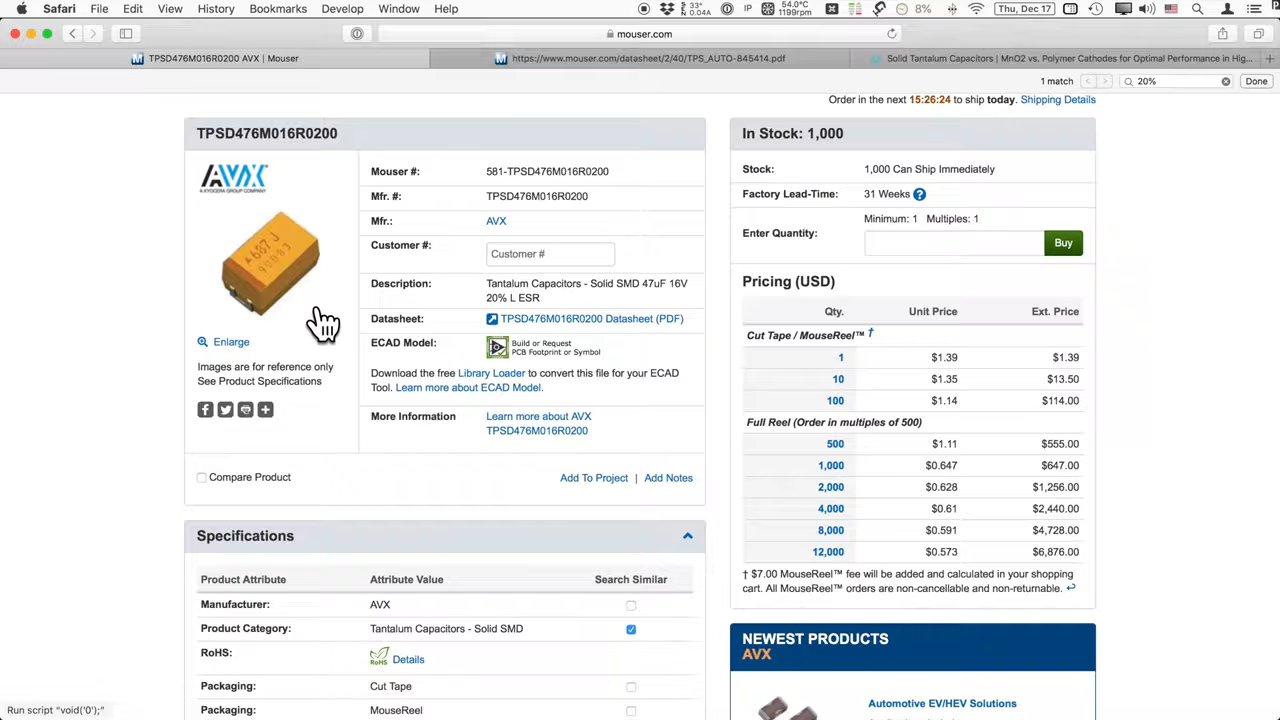 Safari File Edit View History Bookmarks Develop Window Help
33° 0.04A IP 54.0°C 1199rpm 8% Thu, Dec 17
mouser.com
TPSD476M016R0200 AVX | Mouser
https://www.mouser.com/datasheet/2/40/TPS_AUTO-845414.pdf
Solid Tantalum Capacitors | MnO2 vs. Polymer Cathodes for Optimal Performance in Hig...
1 match 20% Done
Order in the next 15:26:24 to ship today. Shipping Details
TPSD476M016R0200
AVX
A KYOCERA GROUP COMPANY
687J
Enlarge
Images are for reference only
See Product Specifications
Compare Product
Mouser #: 581-TPSD476M016R0200
Mfr. #: TPSD476M016R0200
Mfr.: AVX
Customer #: Customer #
Description: Tantalum Capacitors - Solid SMD 47uF 16V
20% L ESR
Datasheet: TPSD476M016R0200 Datasheet (PDF)
ECAD Model: Build or Request
PCB Footprint or Symbol
Download the free Library Loader to convert this file for your ECAD
Tool. Learn more about ECAD Model.
More Information Learn more about AVX
TPSD476M016R0200
Add To Project | Add Notes
Specifications
Product Attribute Attribute Value Search Similar
Manufacturer: AVX
Product Category: Tantalum Capacitors - Solid SMD
RoHS: RoHS Details
Packaging: Cut Tape
Packaging: MouseReel
In Stock: 1,000
Stock: 1,000 Can Ship Immediately
Factory Lead-Time: 31 Weeks ?
Minimum: 1 Multiples: 1
Enter Quantity: Buy
Pricing (USD)
Qty. Unit Price Ext. Price
Cut Tape / MouseReel™ †
1 $1.39 $1.39
10 $1.35 $13.50
100 $1.14 $114.00
Full Reel (Order in multiples of 500)
500 $1.11 $555.00
1,000 $0.647 $647.00
2,000 $0.628 $1,256.00
4,000 $0.61 $2,440.00
8,000 $0.591 $4,728.00
12,000 $0.573 $6,876.00
† $7.00 MouseReel™ fee will be added and calculated in your shopping
cart. All MouseReel™ orders are non-cancellable and non-returnable.
NEWEST PRODUCTS
AVX
Automotive EV/HEV Solutions
Run script "void('0');"